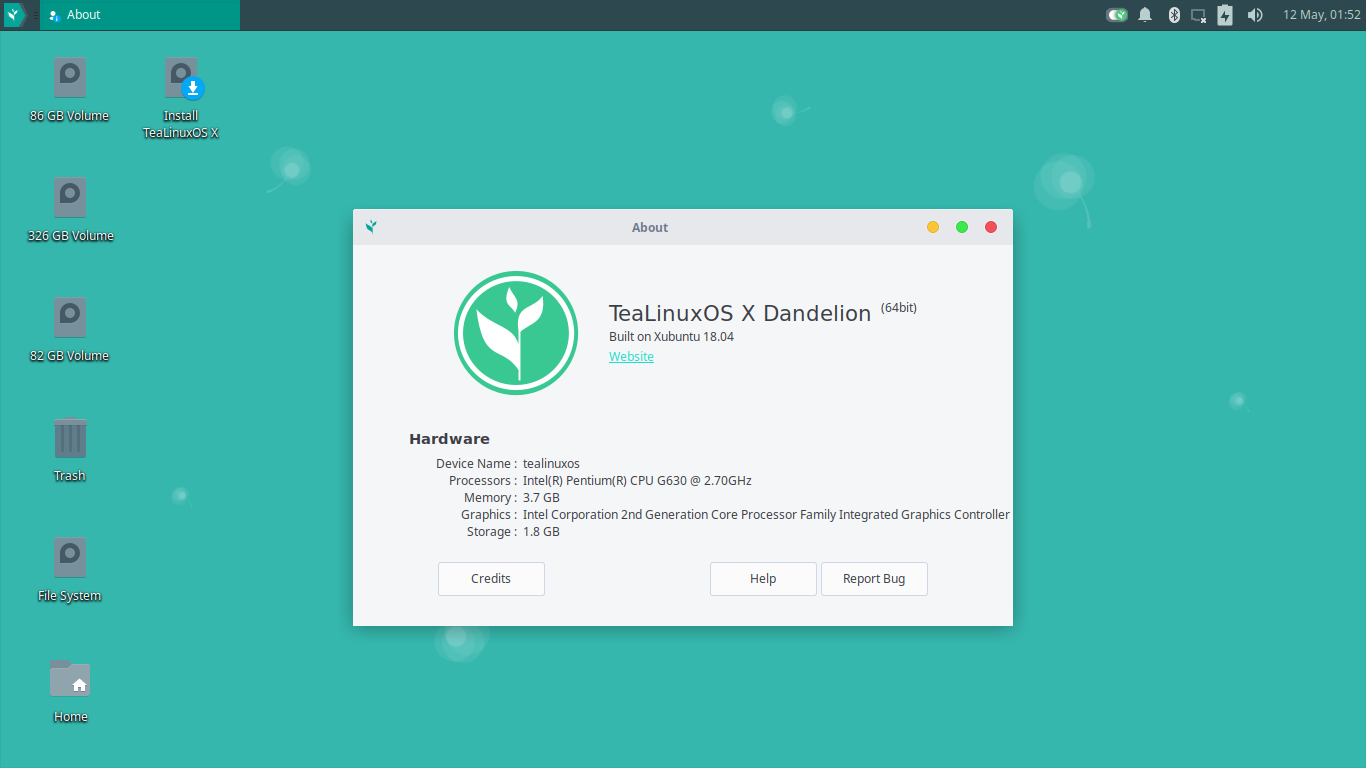 About
12 May, 01:52
86 GB Volume
Install
TeaLinuxOS X
326 GB Volume
82 GB Volume
Trash
File System
Home
About
TeaLinuxOS X Dandelion (64bit)
Built on Xubuntu 18.04
Website
Hardware
Device Name : tealinuxos
Processors : Intel(R) Pentium(R) CPU G630 @ 2.70GHz
Memory : 3.7 GB
Graphics : Intel Corporation 2nd Generation Core Processor Family Integrated Graphics Controller
Storage : 1.8 GB
Credits
Help
Report Bug